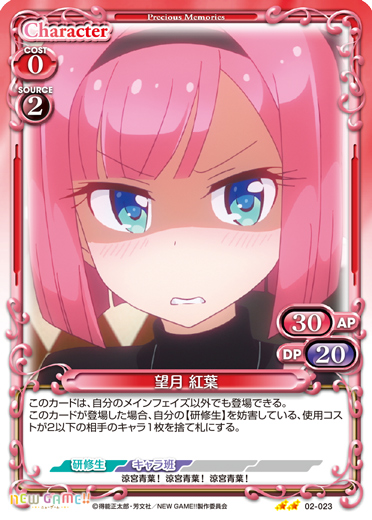 Precious Memories
Character
COST
0
SOURCE
2
30 AP
DP 20
望月 紅葉
このカードは、自分のメインフェイズ以外でも登場できる。
このカードが登場した場合、自分の【研修生】を妨害している、使用コス
トが2以下の相手のキャラ1枚を捨て札にする。
研修生 キャラ班
涼宮青葉! 涼宮青葉! 涼宮青葉!
NEW GAME!!
©得能正太郎・芳文社／NEW GAME!!製作委員会
02-023